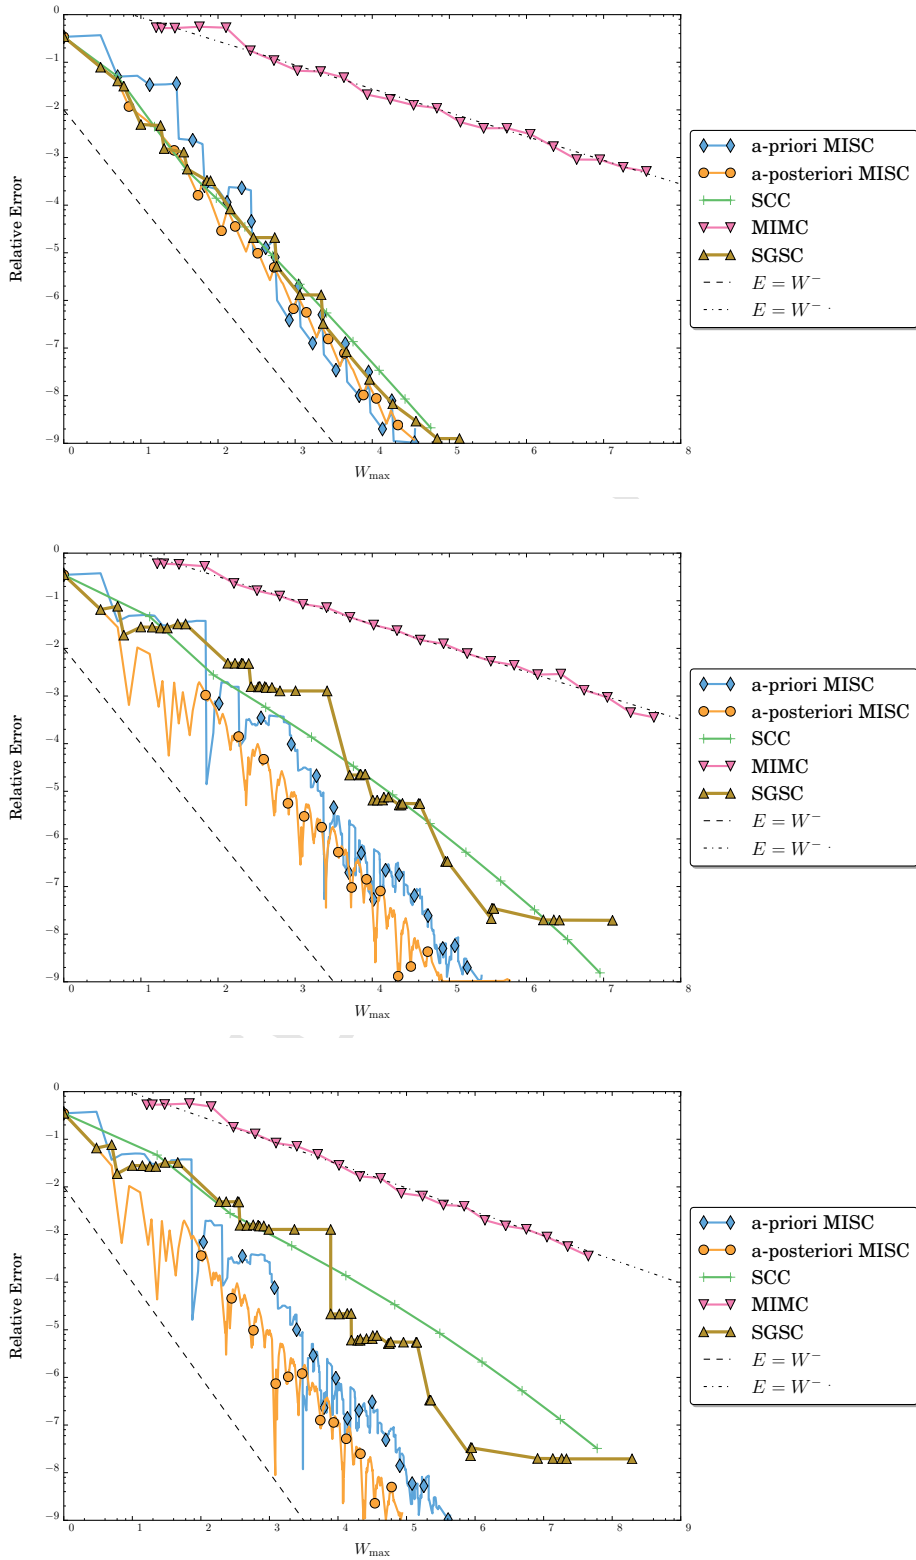 0
−1
−2
−3
−4
−5
−6
−7
−8
−9
Relative Error
0 1 2 3 4 5 6 7 8
W_max
a-priori MISC
a-posteriori MISC
SCC
MIMC
SGSC
E = W^−
E = W^− ·
0
−1
−2
−3
−4
−5
−6
−7
−8
−9
Relative Error
0 1 2 3 4 5 6 7 8
W_max
a-priori MISC
a-posteriori MISC
SCC
MIMC
SGSC
E = W^−
E = W^− ·
0
−1
−2
−3
−4
−5
−6
−7
−8
−9
Relative Error
0 1 2 3 4 5 6 7 8 9
W_max
a-priori MISC
a-posteriori MISC
SCC
MIMC
SGSC
E = W^−
E = W^− ·